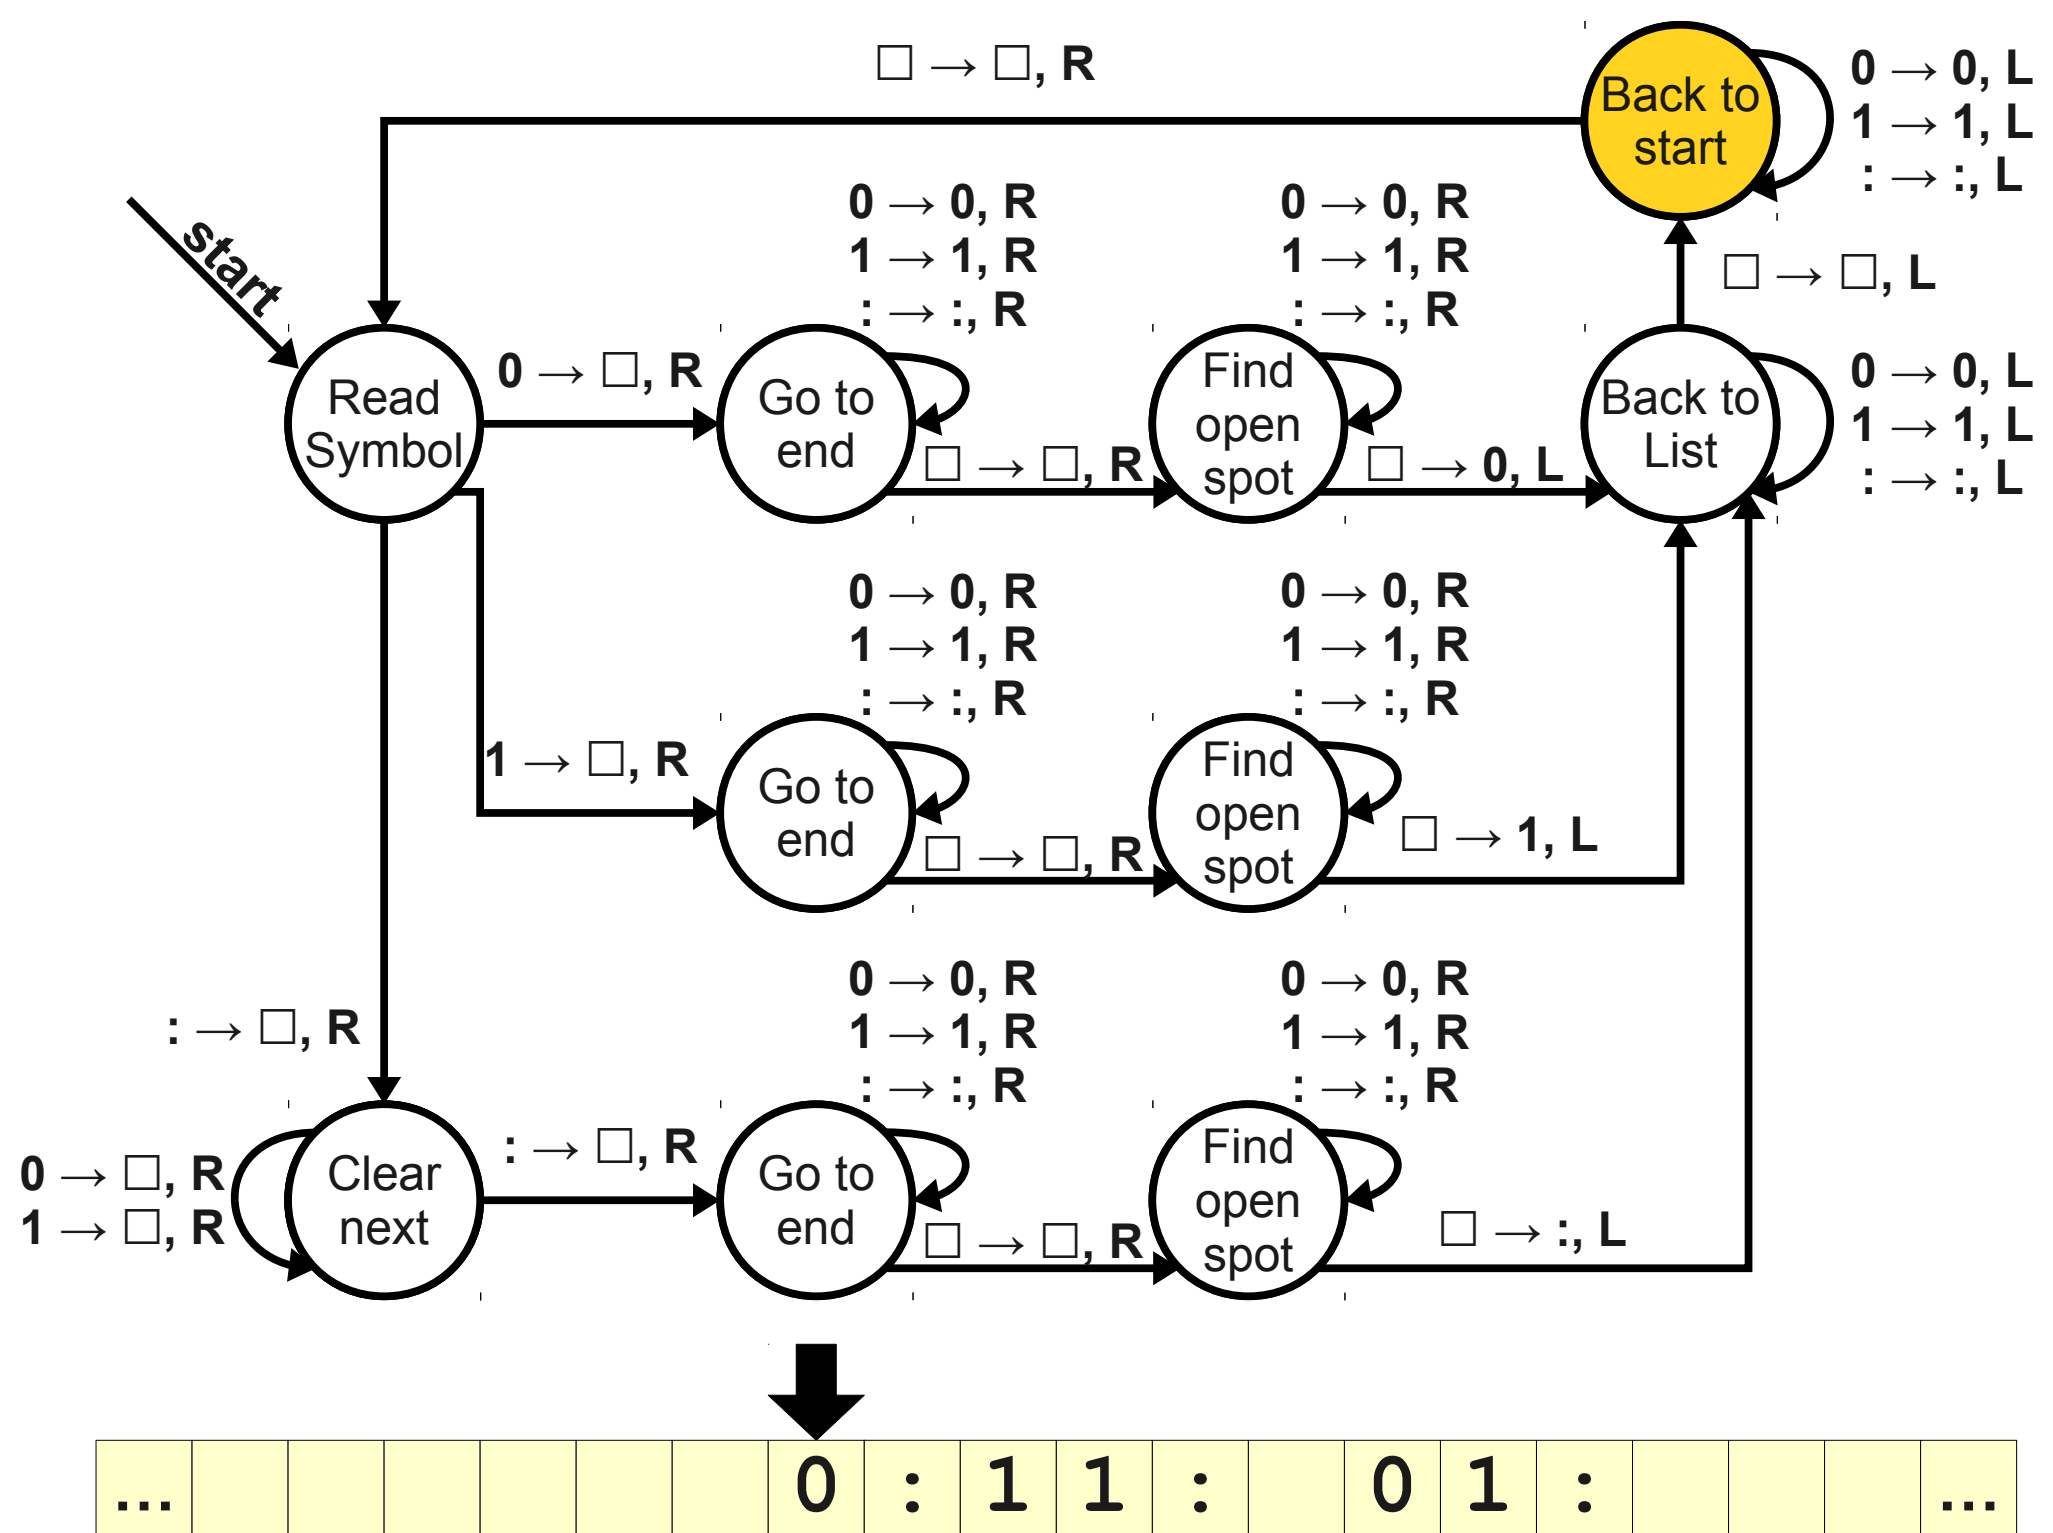 □ → □, R
Back to
start
0 → 0, L
1 → 1, L
: → :, L
start
0 → 0, R
1 → 1, R
: → :, R
0 → 0, R
1 → 1, R
: → :, R
□ → □, L
Read
Symbol
0 → □, R
Go to
end
□ → □, R
Find
open
spot
□ → 0, L
Back to
List
0 → 0, L
1 → 1, L
: → :, L
0 → 0, R
1 → 1, R
: → :, R
0 → 0, R
1 → 1, R
: → :, R
1 → □, R
Go to
end
□ → □, R
Find
open
spot
□ → 1, L
0 → 0, R
1 → 1, R
: → :, R
0 → 0, R
1 → 1, R
: → :, R
: → □, R
0 → □, R
1 → □, R
Clear
next
: → □, R
Go to
end
□ → □, R
Find
open
spot
□ → :, L
... 0 : 1 1 : 0 1 : ...